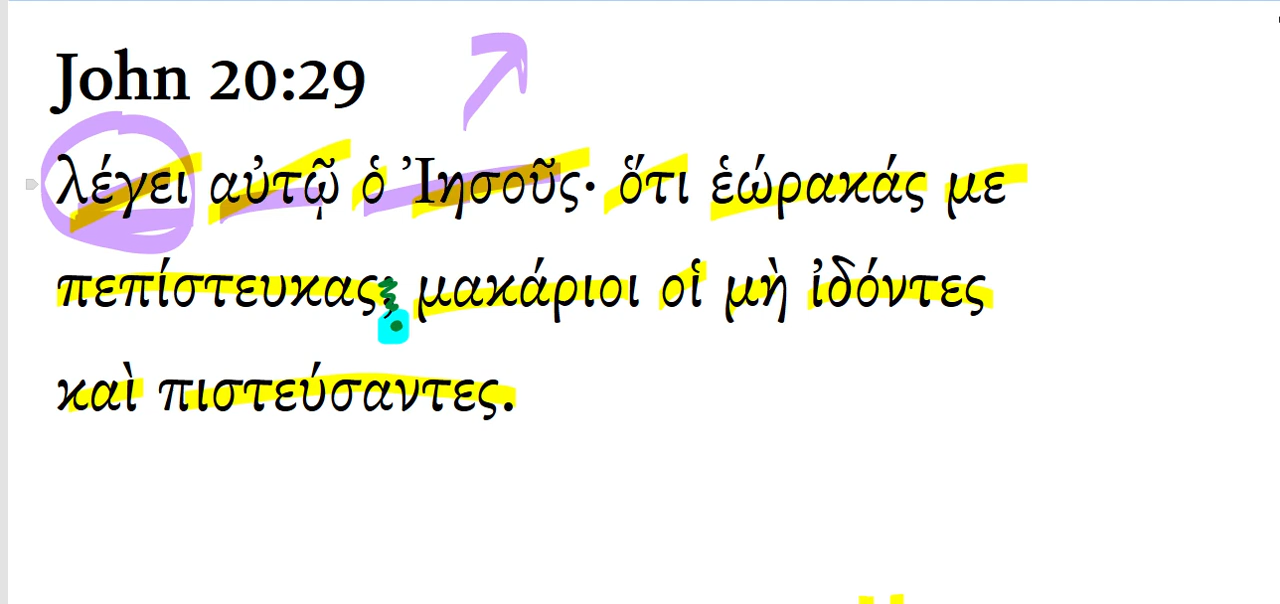 John 20:29
λέγει αὐτῷ ὁ Ἰησοῦς· ὅτι ἑώρακάς με
πεπίστευκας; μακάριοι οἱ μὴ ἰδόντες
καὶ πιστεύσαντες.